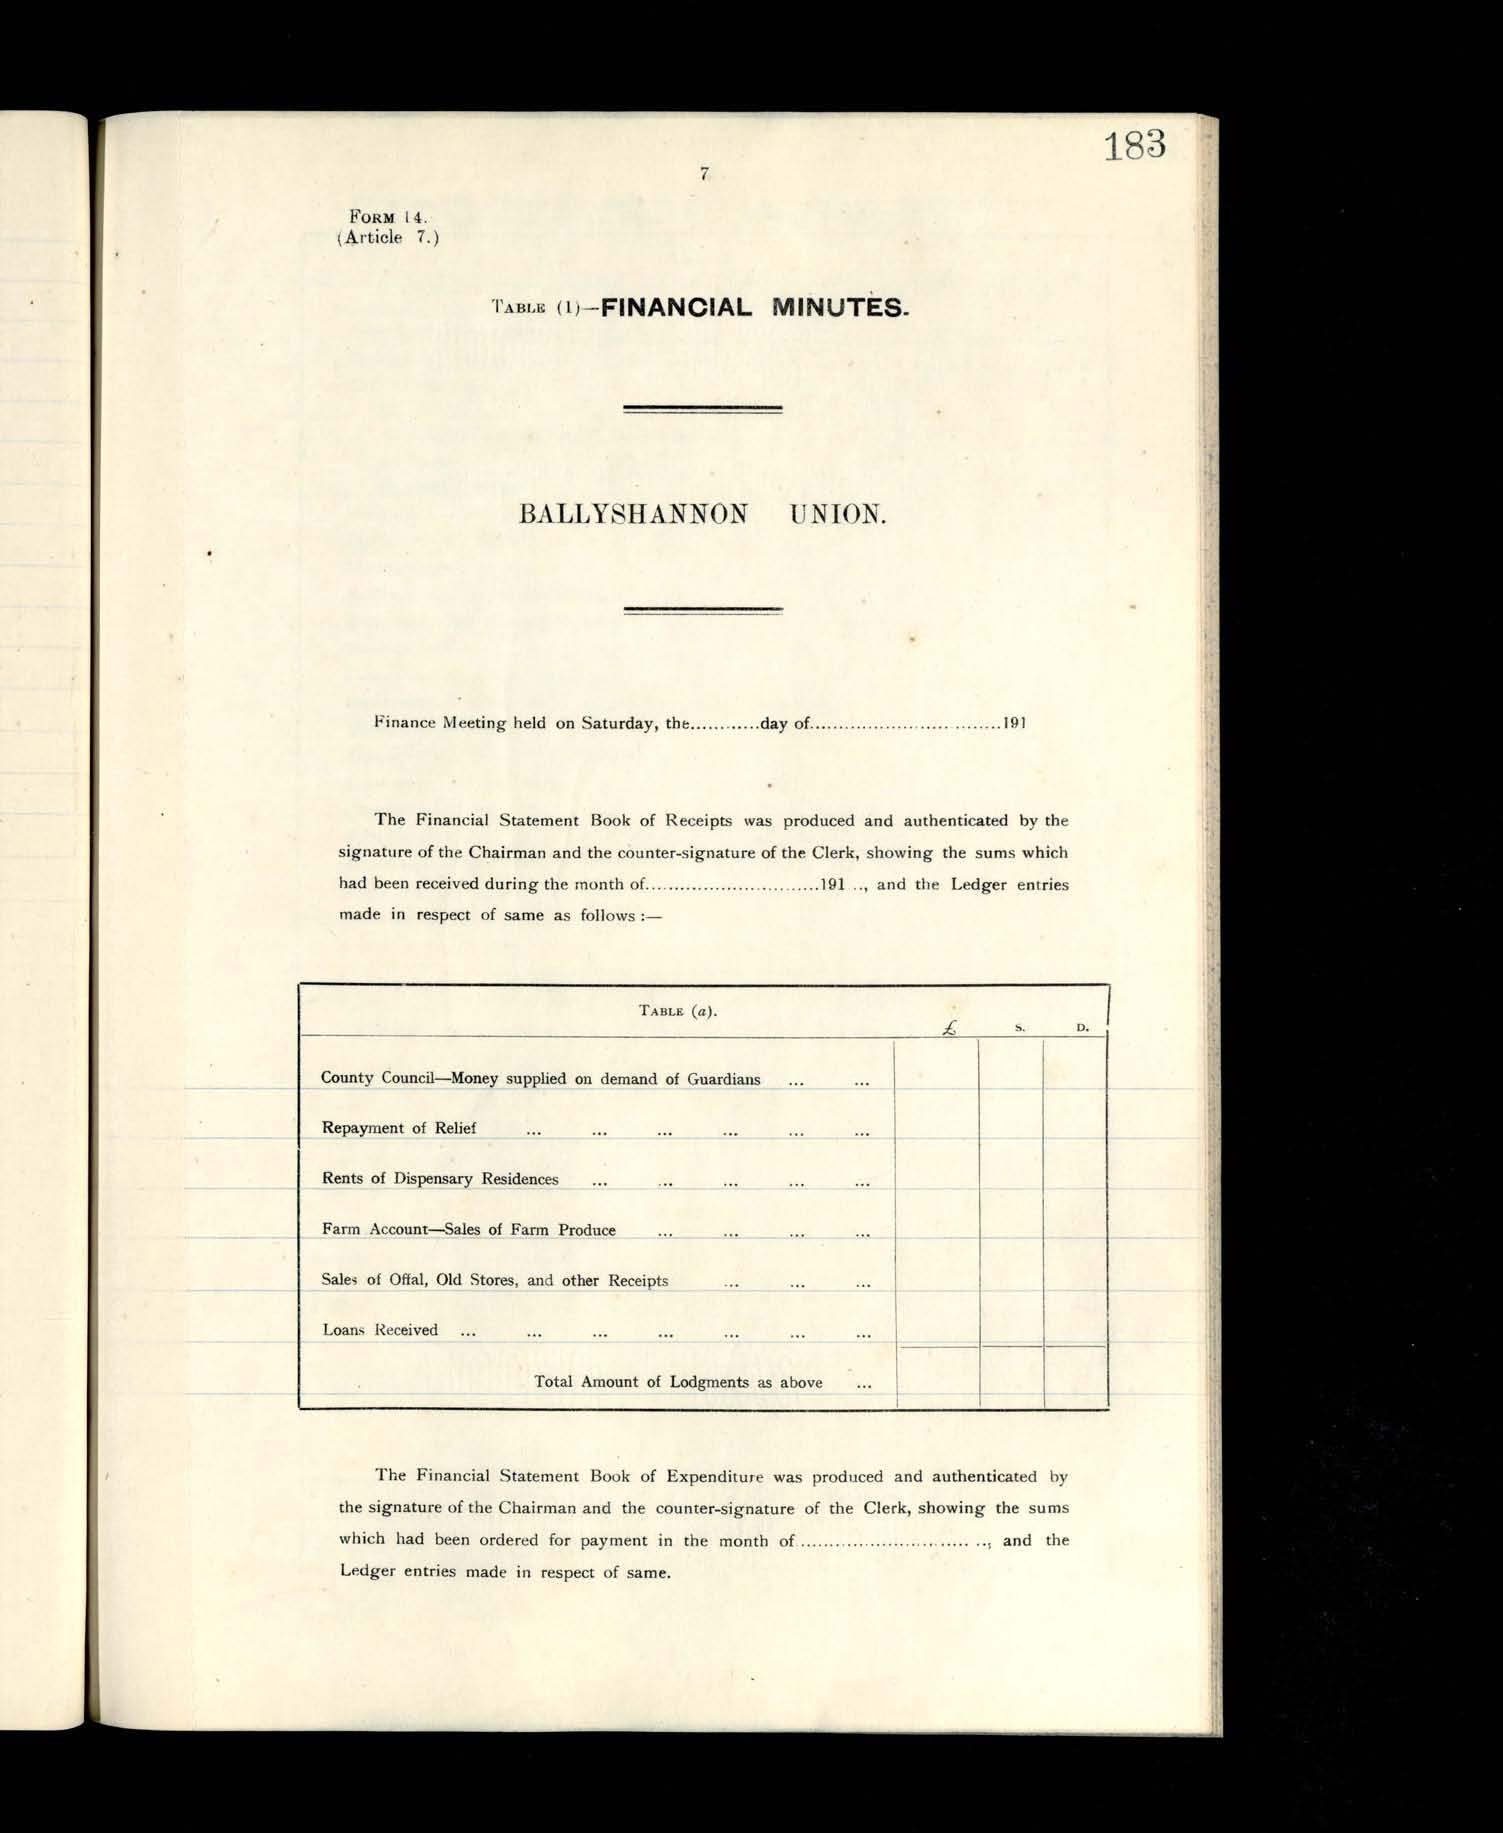 183
7
FORM 14.
(Article 7.)
TABLE (1)—FINANCIAL MINUTES.
BALLYSHANNON UNION.
Finance Meeting held on Saturday, the............day of..................................191
The Financial Statement Book of Receipts was produced and authenticated by the
signature of the Chairman and the counter-signature of the Clerk, showing the sums which
had been received during the month of..............................191 .., and the Ledger entries
made in respect of same as follows :—
TABLE (a).
£ S. D.
County Council—Money supplied on demand of Guardians ... ...
Repayment of Relief ... ... ... ... ... ...
Rents of Dispensary Residences ... ... ... ... ...
Farm Account—Sales of Farm Produce ... ... ... ...
Sales of Offal, Old Stores, and other Receipts ... ... ...
Loans Received ... ... ... ... ... ... ...
Total Amount of Lodgments as above ...
The Financial Statement Book of Expenditure was produced and authenticated by
the signature of the Chairman and the counter-signature of the Clerk, showing the sums
which had been ordered for payment in the month of ............................. .., and the
Ledger entries made in respect of same.